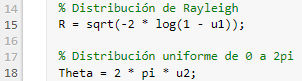 14 % Distribución de Rayleigh
15 R = sqrt(-2 * log(1 - u1));
16
17 % Distribución uniforme de 0 a 2pi
18 Theta = 2 * pi * u2;